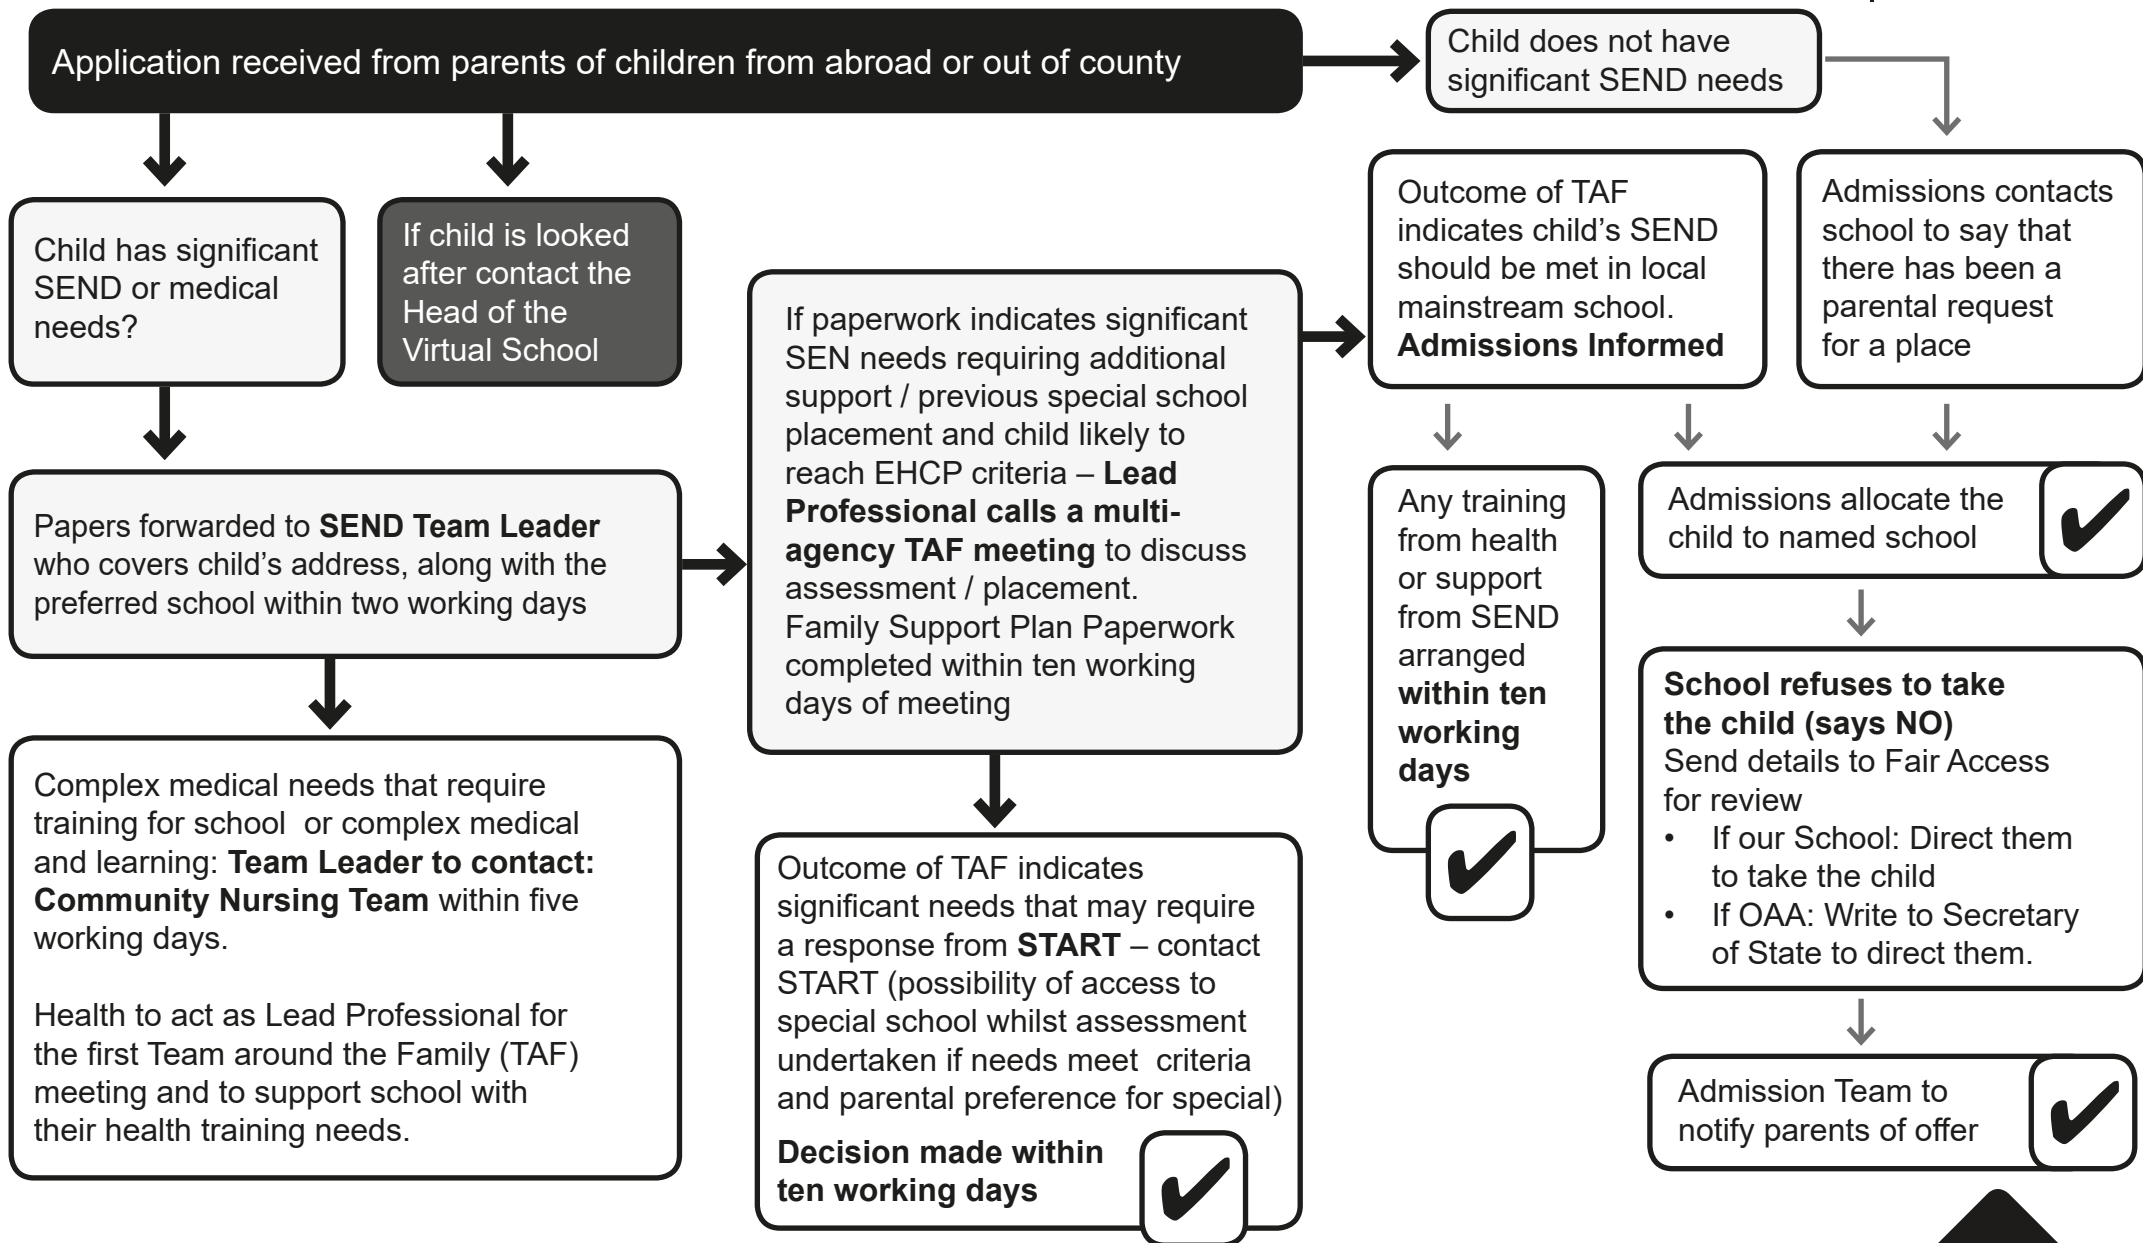 Application received from parents of children from abroad or out of county
Child does not have
significant SEND needs
Child has significant
SEND or medical
needs?
If child is looked
after contact the
Head of the
Virtual School
Papers forwarded to SEND Team Leader
who covers child’s address, along with the
preferred school within two working days
Complex medical needs that require
training for school  or complex medical
and learning: Team Leader to contact:
Community Nursing Team within five
working days.
Health to act as Lead Professional for
the first Team around the Family (TAF)
meeting and to support school with
their health training needs.
If paperwork indicates significant
SEN needs requiring additional
support / previous special school
placement and child likely to
reach EHCP criteria – Lead
Professional calls a multi-
agency TAF meeting to discuss
assessment / placement.
Family Support Plan Paperwork
completed within ten working
days of meeting
Outcome of TAF indicates
significant needs that may require
a response from START – contact
START (possibility of access to
special school whilst assessment
undertaken if needs meet  criteria
and parental preference for special)
Decision made within
ten working days
Outcome of TAF
indicates child’s SEND
should be met in local
mainstream school.
Admissions Informed
Any training
from health
or support
from SEND
arranged
within ten
working
days
Admissions contacts
school to say that
there has been a
parental request
for a place
Admissions allocate the
child to named school
School refuses to take
the child (says NO)
Send details to Fair Access
for review
• If our School: Direct them
to take the child
• If OAA: Write to Secretary
of State to direct them.
Admission Team to
notify parents of offer